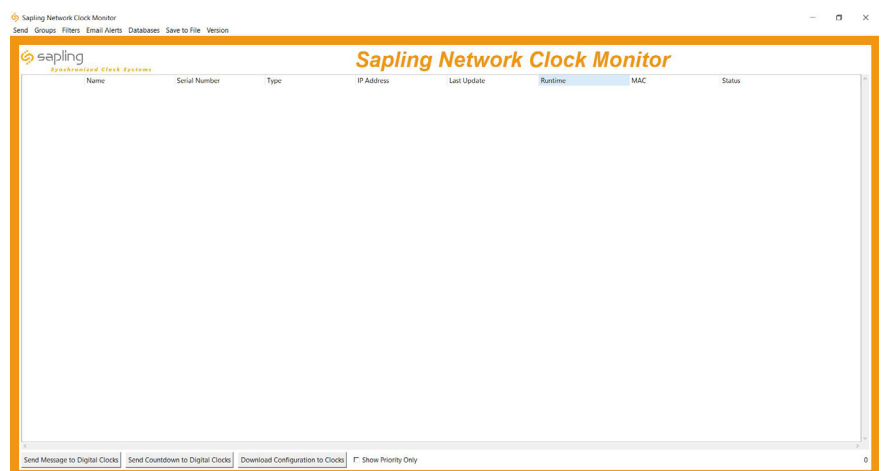 Sapling Network Clock Monitor
Send Groups Filters Email Alerts Databases Save to File Version
sapling
Synchronized Clock Systems
Sapling Network Clock Monitor
Name Serial Number Type IP Address Last Update Runtime MAC Status
Send Message to Digital Clocks Send Countdown to Digital Clocks Download Configuration to Clocks Show Priority Only 0